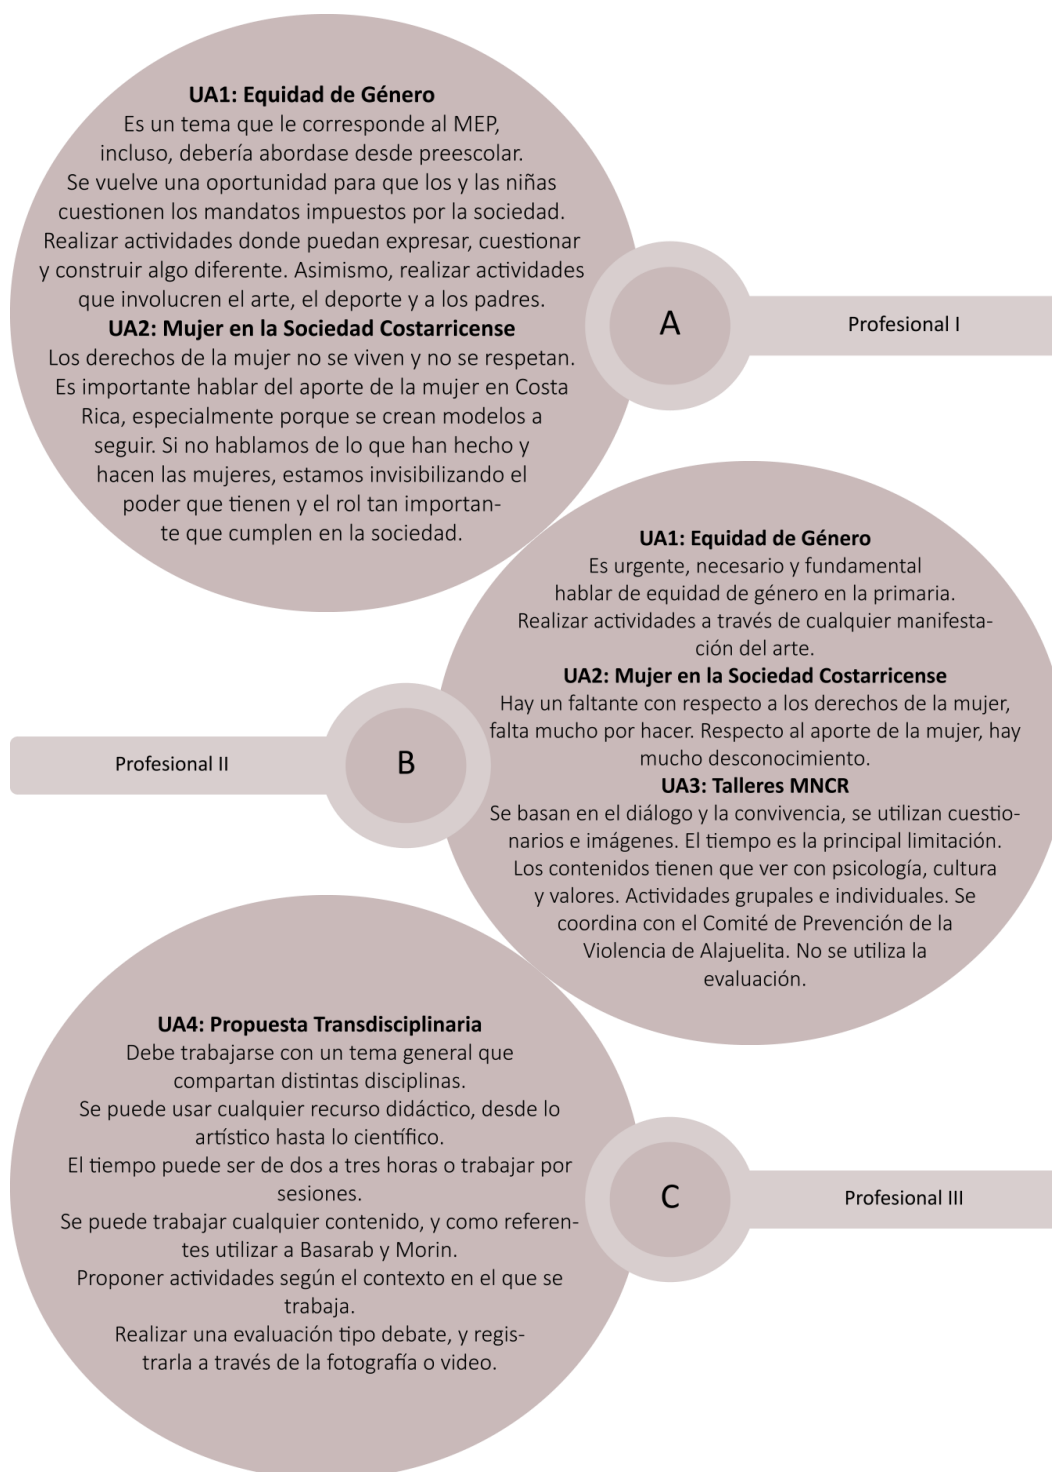 UA1: Equidad de Género
Es un tema que le corresponde al MEP,
incluso, debería abordase desde preescolar.
Se vuelve una oportunidad para que los y las niñas
cuestionen los mandatos impuestos por la sociedad.
Realizar actividades donde puedan expresar, cuestionar
y construir algo diferente. Asimismo, realizar actividades
que involucren el arte, el deporte y a los padres.
UA2: Mujer en la Sociedad Costarricense
Los derechos de la mujer no se viven y no se respetan.
Es importante hablar del aporte de la mujer en Costa
Rica, especialmente porque se crean modelos a
seguir. Si no hablamos de lo que han hecho y
hacen las mujeres, estamos invisibilizando el
poder que tienen y el rol tan importan-
te que cumplen en la sociedad.
A
Profesional I
UA1: Equidad de Género
Es urgente, necesario y fundamental
hablar de equidad de género en la primaria.
Realizar actividades a través de cualquier manifesta-
ción del arte.
UA2: Mujer en la Sociedad Costarricense
Hay un faltante con respecto a los derechos de la mujer,
falta mucho por hacer. Respecto al aporte de la mujer, hay
mucho desconocimiento.
UA3: Talleres MNCR
Se basan en el diálogo y la convivencia, se utilizan cuestio-
narios e imágenes. El tiempo es la principal limitación.
Los contenidos tienen que ver con psicología, cultura
y valores. Actividades grupales e individuales. Se
coordina con el Comité de Prevención de la
Violencia de Alajuelita. No se utiliza la
evaluación.
Profesional II
B
UA4: Propuesta Transdisciplinaria
Debe trabajarse con un tema general que
compartan distintas disciplinas.
Se puede usar cualquier recurso didáctico, desde lo
artístico hasta lo científico.
El tiempo puede ser de dos a tres horas o trabajar por
sesiones.
Se puede trabajar cualquier contenido, y como referen-
tes utilizar a Basarab y Morin.
Proponer actividades según el contexto en el que se
trabaja.
Realizar una evaluación tipo debate, y regis-
trarla a través de la fotografía o video.
C
Profesional III